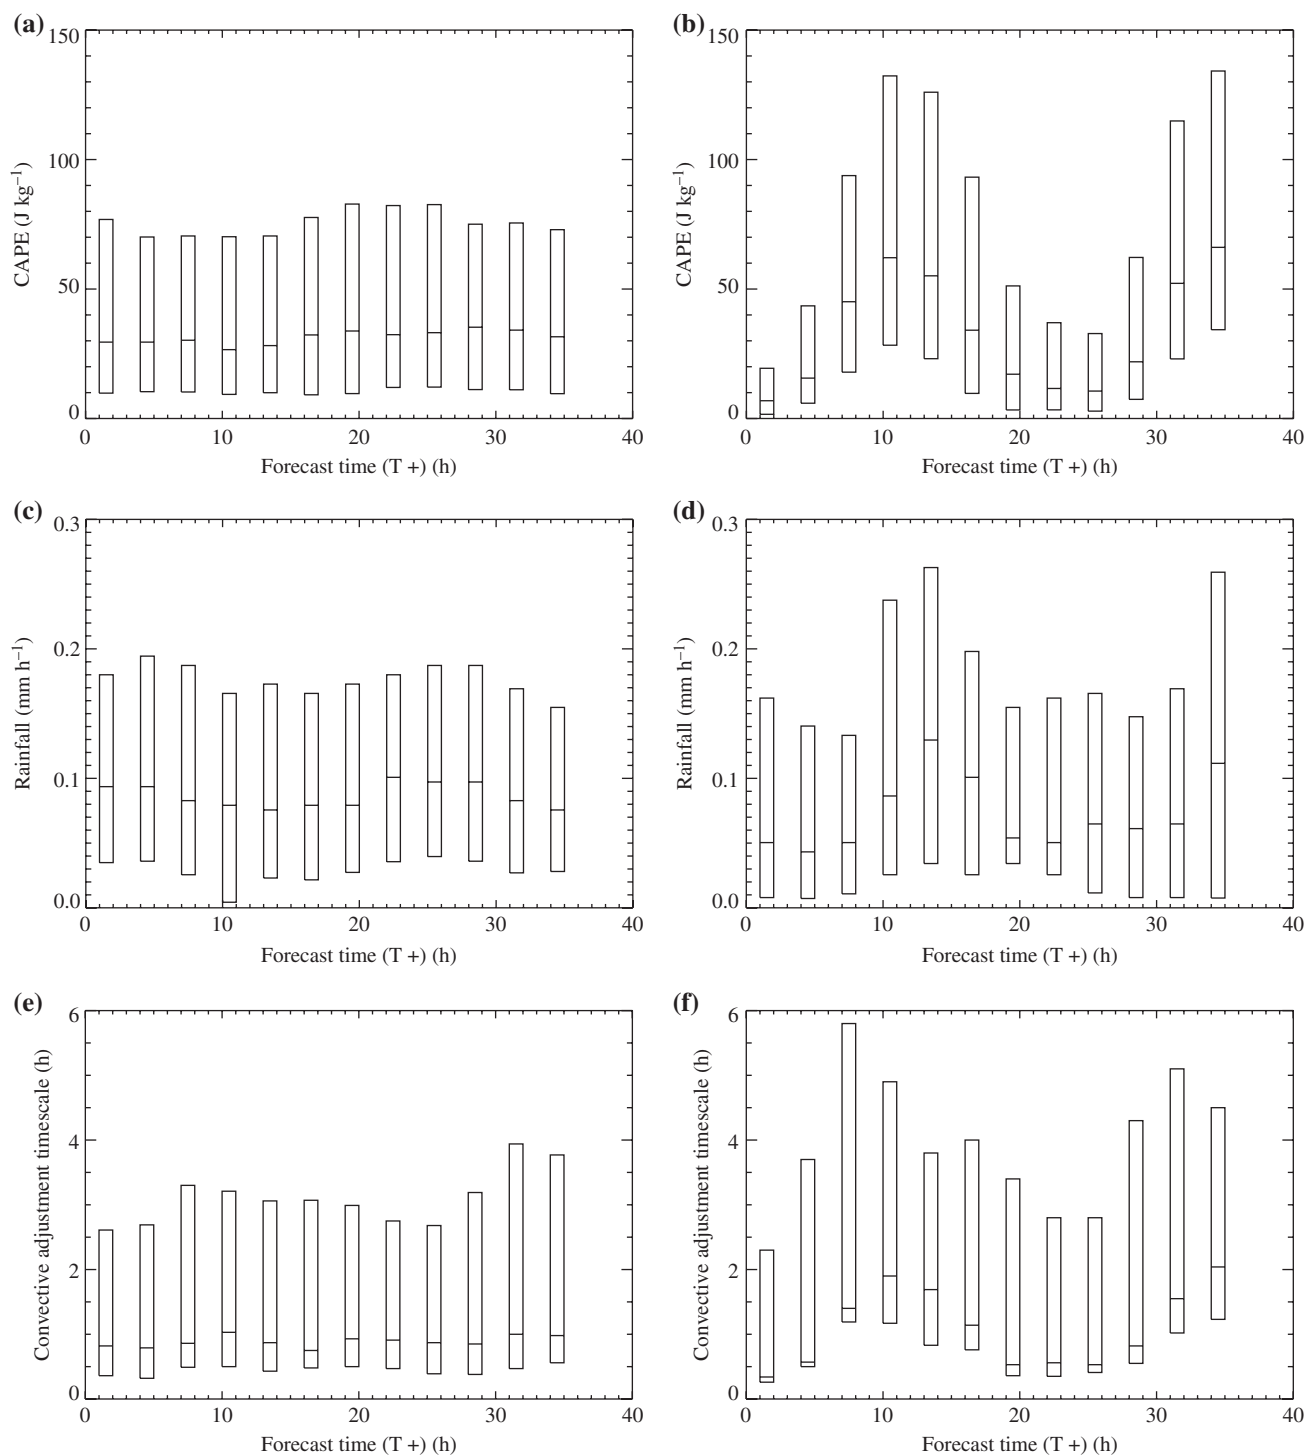 (a)
150
100
50
0
CAPE (J kg⁻¹)
0 10 20 30 40
Forecast time (T +) (h)
(b)
150
100
50
0
CAPE (J kg⁻¹)
0 10 20 30 40
Forecast time (T +) (h)
(c)
0.3
0.2
0.1
0.0
Rainfall (mm h⁻¹)
0 10 20 30 40
Forecast time (T +) (h)
(d)
0.3
0.2
0.1
0.0
Rainfall (mm h⁻¹)
0 10 20 30 40
Forecast time (T +) (h)
(e)
6
4
2
0
Convective adjustment timescale (h)
0 10 20 30 40
Forecast time (T +) (h)
(f)
6
4
2
0
Convective adjustment timescale (h)
0 10 20 30 40
Forecast time (T +) (h)